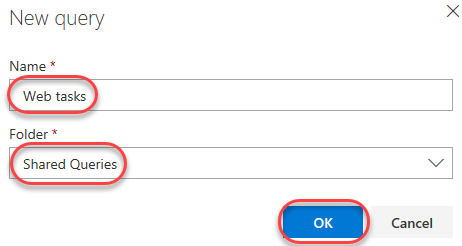 New query
Name *
Web tasks
Folder *
Shared Queries
OK
Cancel